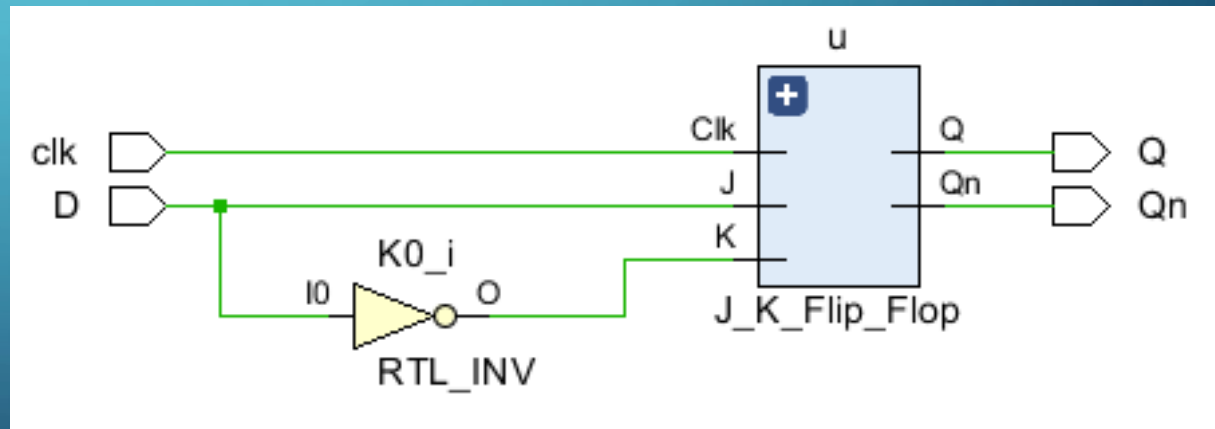 u
clk
Clk
Q
Q
D
J
Qn
Qn
K
K0_i
I0
O
J_K_Flip_Flop
RTL_INV